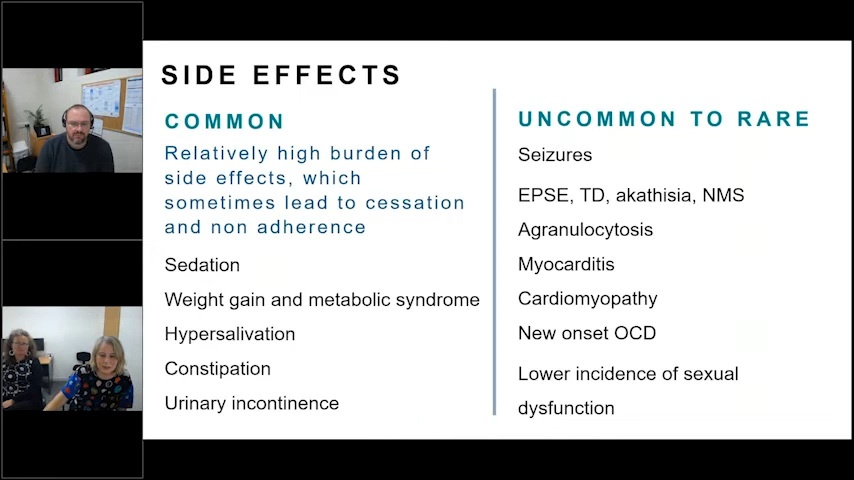 SIDE EFFECTS
COMMON
Relatively high burden of
side effects, which
sometimes lead to cessation
and non adherence
Sedation
Weight gain and metabolic syndrome
Hypersalivation
Constipation
Urinary incontinence
UNCOMMON TO RARE
Seizures
EPSE, TD, akathisia, NMS
Agranulocytosis
Myocarditis
Cardiomyopathy
New onset OCD
Lower incidence of sexual
dysfunction